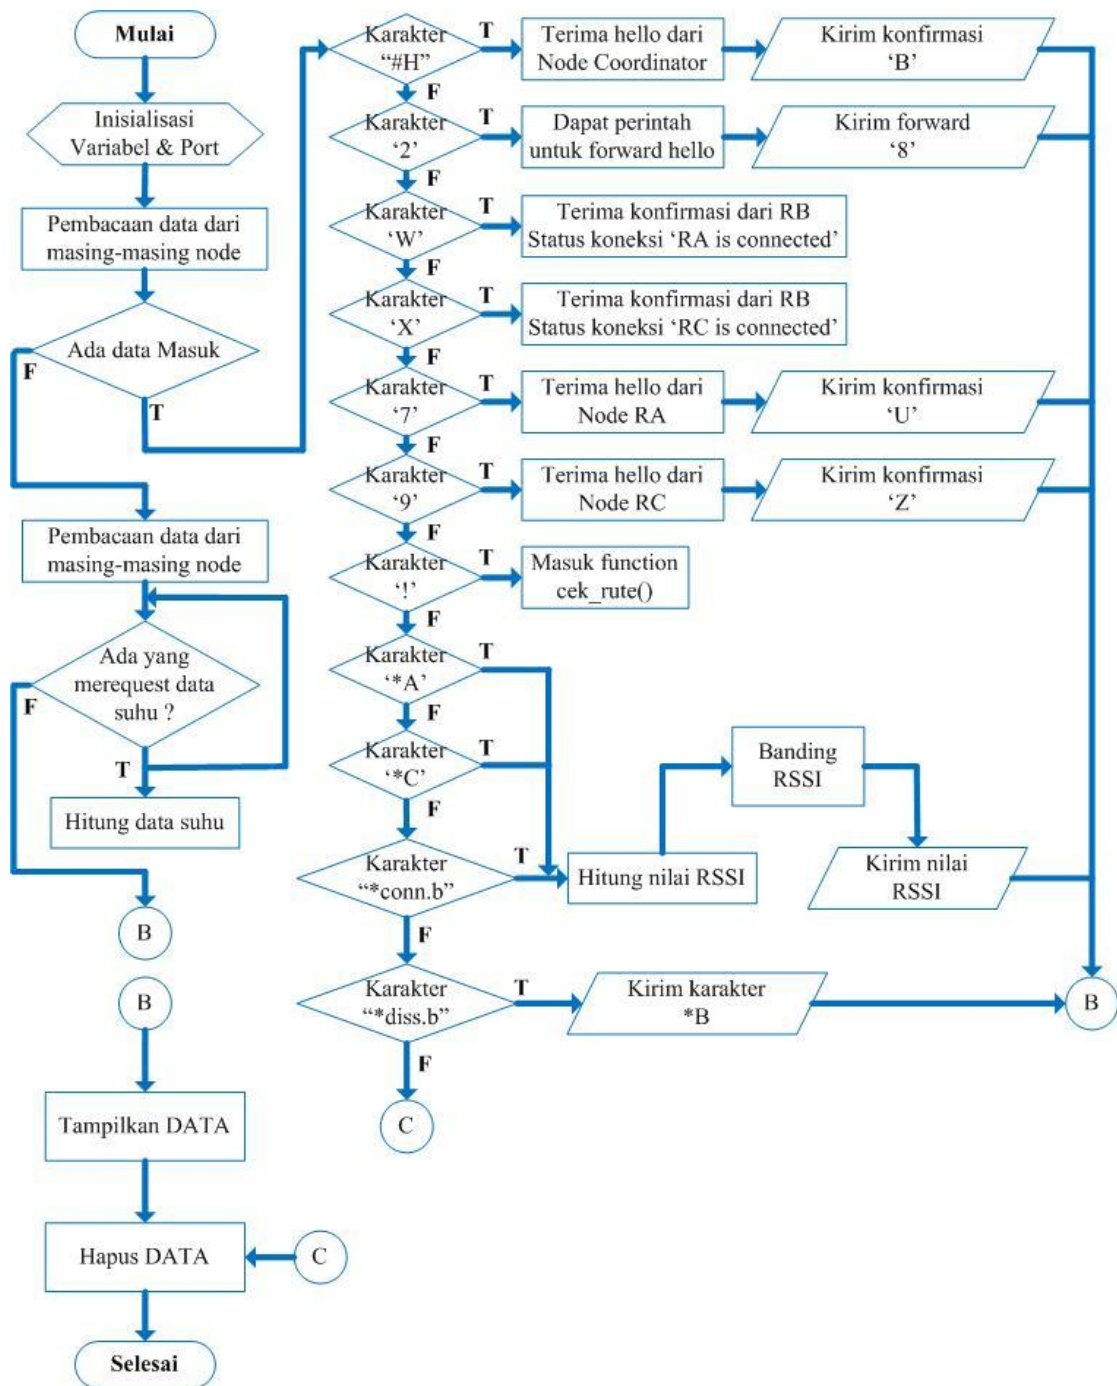 Mulai
Inisialisasi
Variabel & Port
Pembacaan data dari
masing-masing node
Ada data Masuk
F
T
Pembacaan data dari
masing-masing node
Ada yang
merequest data
suhu ?
F
T
Hitung data suhu
B
B
Tampilkan DATA
Hapus DATA
C
Selesai
Karakter
“#H”
T
Terima hello dari
Node Coordinator
Kirim konfirmasi
‘B’
F
Karakter
‘2’
T
Dapat perintah
untuk forward hello
Kirim forward
‘8’
F
Karakter
‘W’
T
Terima konfirmasi dari RB
Status koneksi ‘RA is connected’
F
Karakter
‘X’
T
Terima konfirmasi dari RB
Status koneksi ‘RC is connected’
F
Karakter
‘7’
T
Terima hello dari
Node RA
Kirim konfirmasi
‘U’
F
Karakter
‘9’
T
Terima hello dari
Node RC
Kirim konfirmasi
‘Z’
F
Karakter
‘!’
T
Masuk function
cek_rute()
F
Karakter
‘*A’
T
F
Karakter
‘*C’
T
F
Karakter
“*conn.b”
T
Hitung nilai RSSI
Banding
RSSI
Kirim nilai
RSSI
F
Karakter
“*diss.b”
T
Kirim karakter
*B
B
F
C